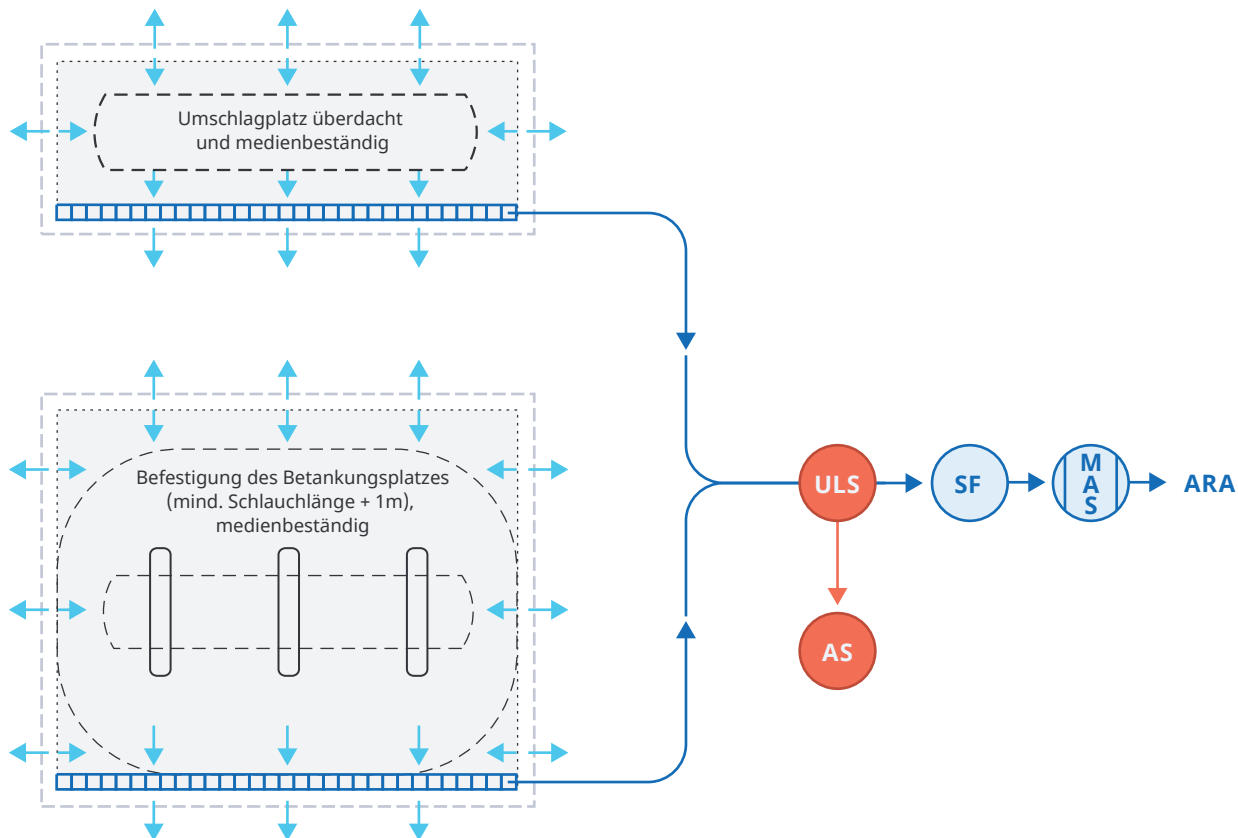 Umschlagplatz überdacht
und medienbeständig
Befestigung des Betankungsplatzes
(mind. Schlauchlänge + 1m),
medienbeständig
ULS
SF
M
A
S
ARA
AS